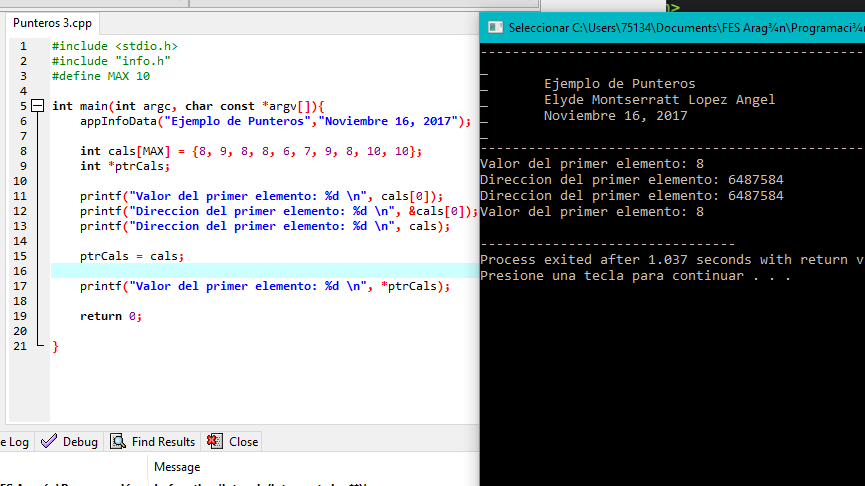 Punteros 3.cpp
1 #include <stdio.h>
2 #include "info.h"
3 #define MAX 10
4
5 int main(int argc, char const *argv[]){
6 appInfoData("Ejemplo de Punteros","Noviembre 16, 2017");
7
8 int cals[MAX] = {8, 9, 8, 8, 6, 7, 9, 8, 10, 10};
9 int *ptrCals;
10
11 printf("Valor del primer elemento: %d \n", cals[0]);
12 printf("Direccion del primer elemento: %d \n", &cals[0]);
13 printf("Direccion del primer elemento: %d \n", cals);
14
15 ptrCals = cals;
16
17 printf("Valor del primer elemento: %d \n", *ptrCals);
18
19 return 0;
20
21 }
e Log
Debug
Find Results
Close
Message
>
Seleccionar C:\Users\75134\Documents\FES Arag¾n\Programaci¾
Ejemplo de Punteros
Elyde Montserratt Lopez Angel
Noviembre 16, 2017
Valor del primer elemento: 8
Direccion del primer elemento: 6487584
Direccion del primer elemento: 6487584
Valor del primer elemento: 8
--------------------------------
Process exited after 1.037 seconds with return v
Presione una tecla para continuar . . .